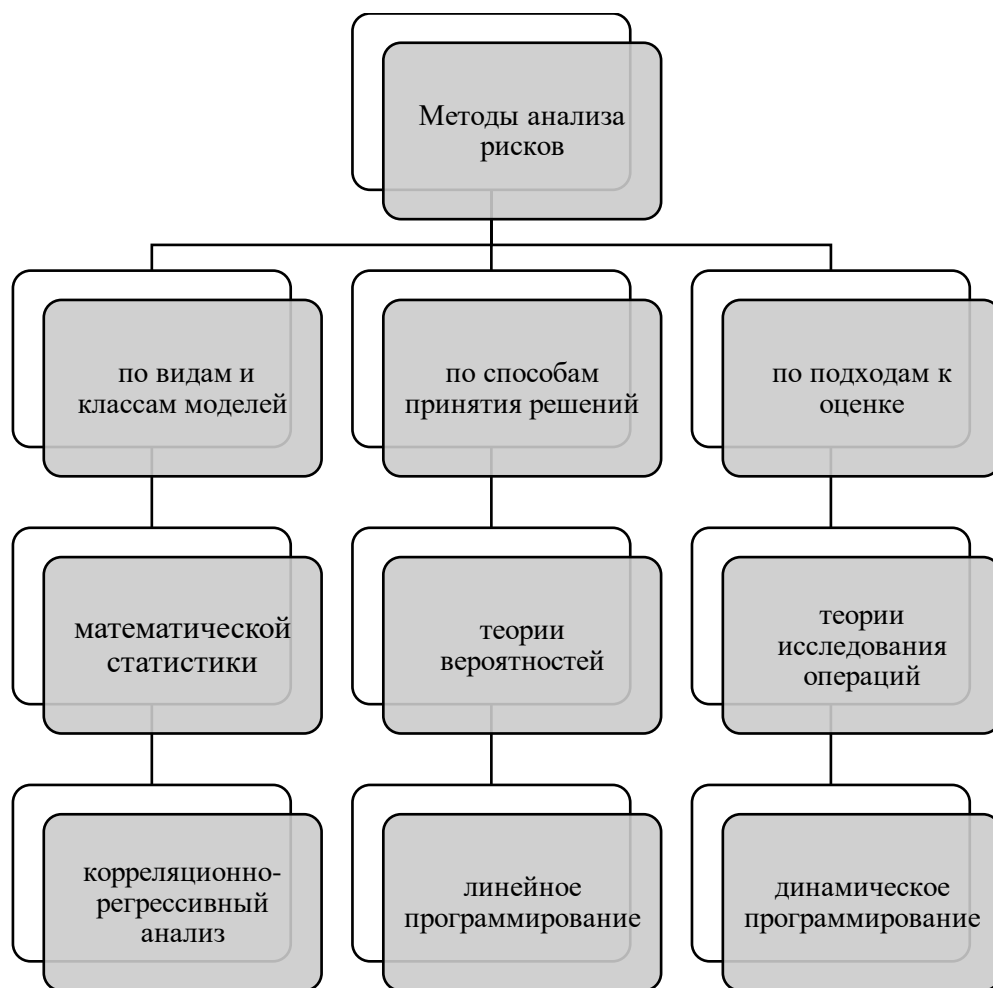 Методы анализа
рисков
по видам и
классам моделей
по способам
принятия решений
по подходам к
оценке
математической
статистики
теории
вероятностей
теории
исследования
операций
корреляционно-
регрессивный
анализ
линейное
программирование
динамическое
программирование